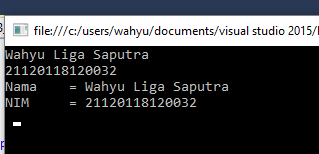 file:///c:/users/wahyu/documents/visual studio 2015/
Wahyu Liga Saputra
21120118120032
Nama    = Wahyu Liga Saputra
NIM     = 21120118120032